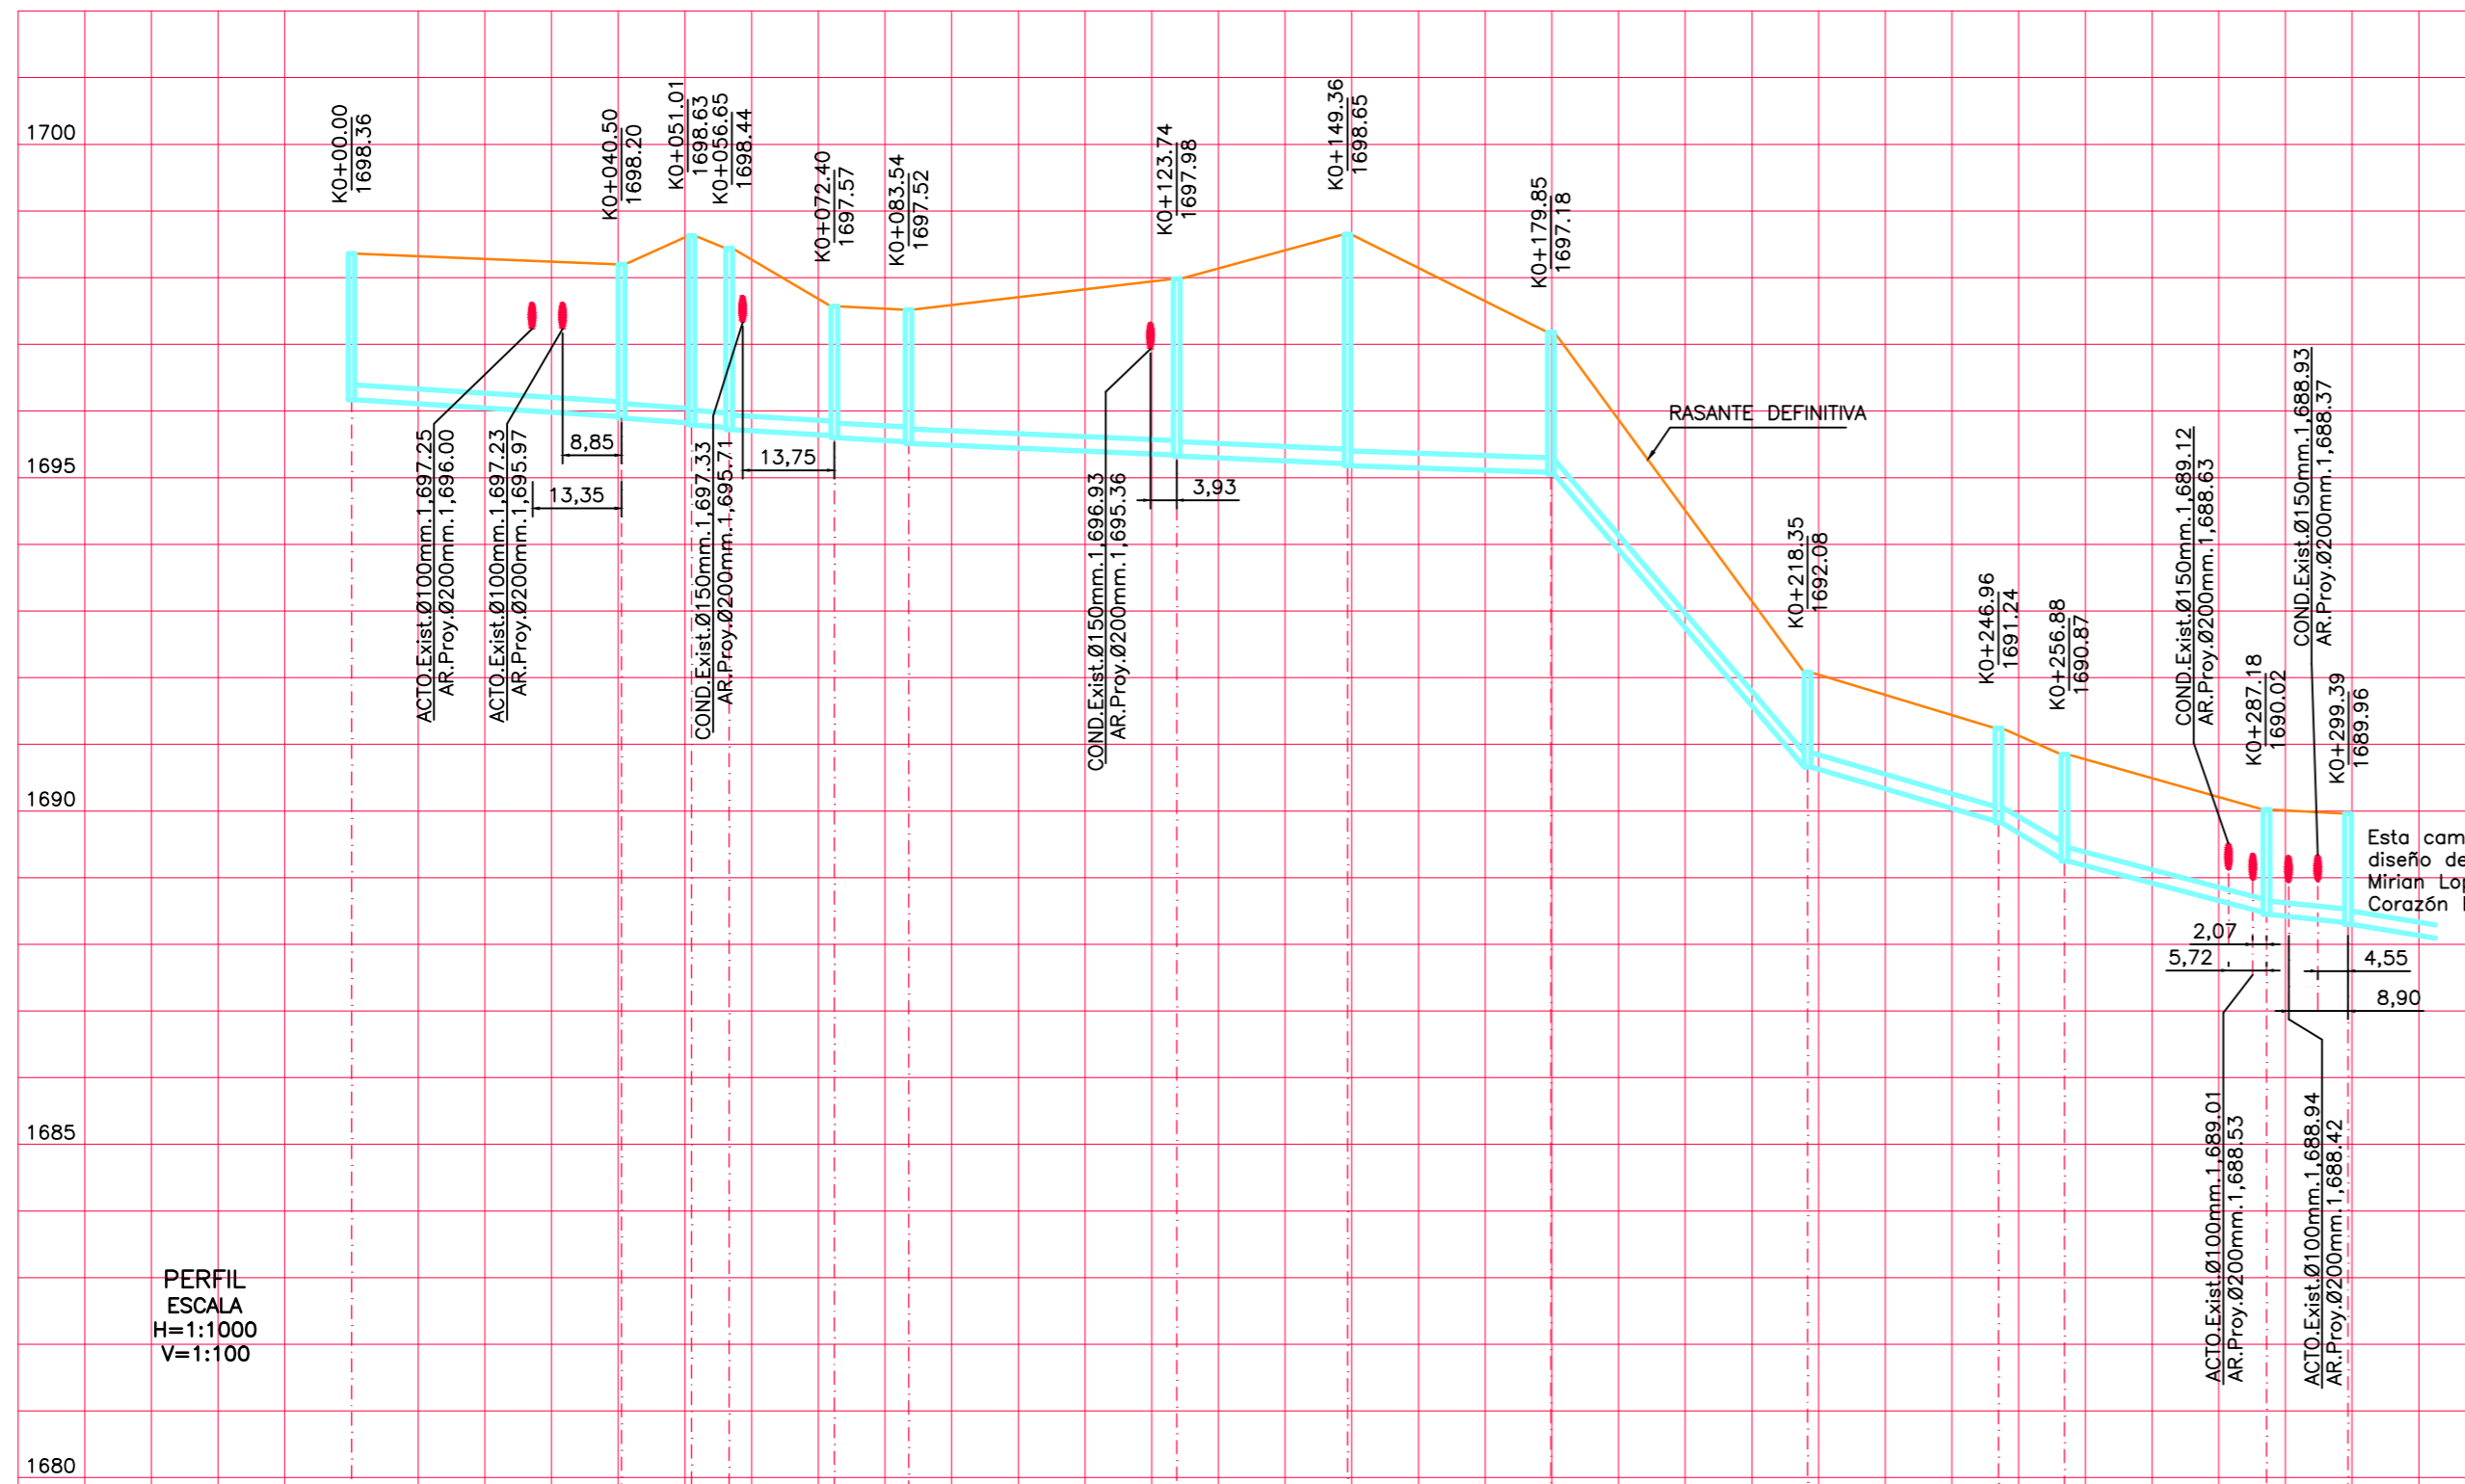 1700
1695
1690
1685
1680
K0+00.00
1698.36
K0+040.50
1698.20
K0+051.01
1698.63
K0+056.65
1698.44
K0+072.40
1697.57
K0+083.54
1697.52
K0+123.74
1697.98
K0+149.36
1698.65
K0+179.85
1697.18
RASANTE DEFINITIVA
K0+218.35
1692.08
K0+246.96
1691.24
K0+256.88
1690.87
K0+287.18
1690.02
K0+299.39
1689.96
ACTO.Exist.Ø100mm.1,697.25
AR.Proy.Ø200mm.1,696.00
ACTO.Exist.Ø100mm.1,697.23
AR.Proy.Ø200mm.1,695.97
8,85
13,35
COND.Exist.Ø150mm.1,697.33
AR.Proy.Ø200mm.1,695.71
13,75
COND.Exist.Ø150mm.1,696.93
AR.Proy.Ø200mm.1,695.36
3,93
COND.Exist.Ø150mm.1,689.12
AR.Proy.Ø200mm.1,688.63
COND.Exist.Ø150mm.1,688.93
AR.Proy.Ø200mm.1,688.37
Esta cam
diseño de
Mirian Lop
Corazón
2,07
5,72
4,55
8,90
ACTO.Exist.Ø100mm.1,689.01
AR.Proy.Ø200mm.1,688.53
ACTO.Exist.Ø100mm.1,688.94
AR.Proy.Ø200mm.1,688.42
PERFIL
ESCALA
H=1:1000
V=1:100